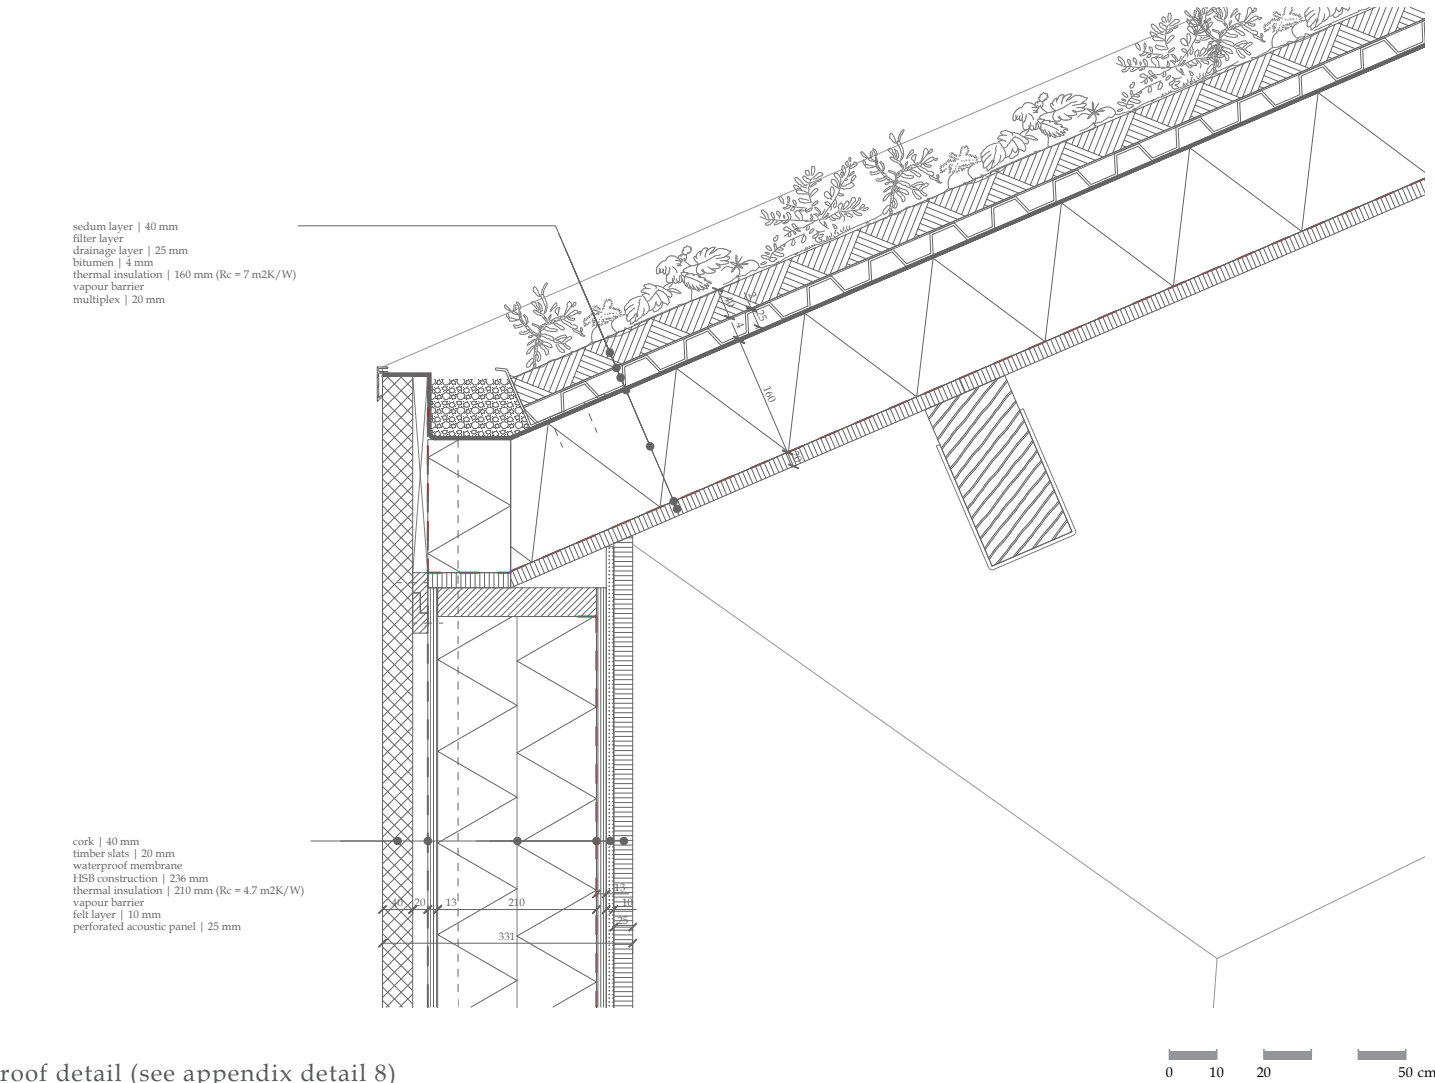 sedum layer | 40 mm
filter layer
drainage layer | 25 mm
bitumen | 4 mm
thermal insulation | 160 mm (Rc = 7 m2K/W)
vapour barrier
multiplex | 20 mm
25
4
160
cork | 40 mm
timber slats | 20 mm
waterproof membrane
HSB construction | 236 mm
thermal insulation | 210 mm (Rc = 4.7 m2K/W)
vapour barrier
felt layer | 10 mm
perforated acoustic panel | 25 mm
13
40 20 13 210 10
25
331
roof detail (see appendix detail 8)
0 10 20 50 cm